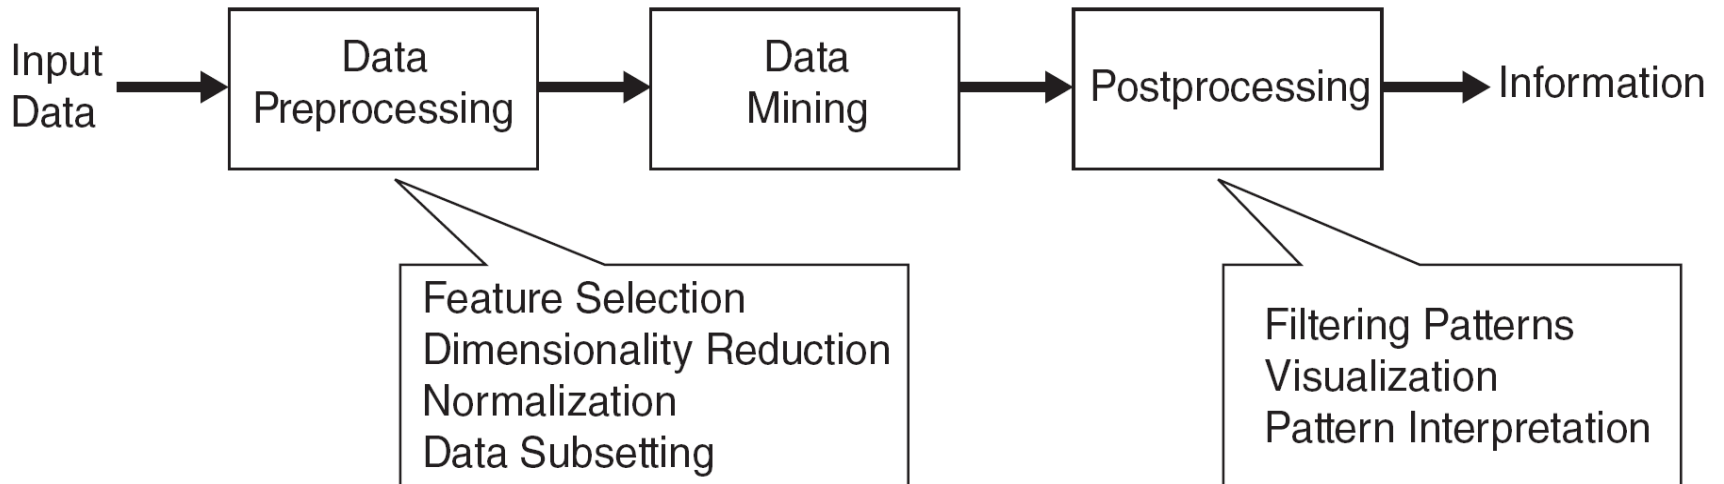 Input
Data
Data
Preprocessing
Data
Mining
Postprocessing
Information
Feature Selection
Dimensionality Reduction
Normalization
Data Subsetting
Filtering Patterns
Visualization
Pattern Interpretation